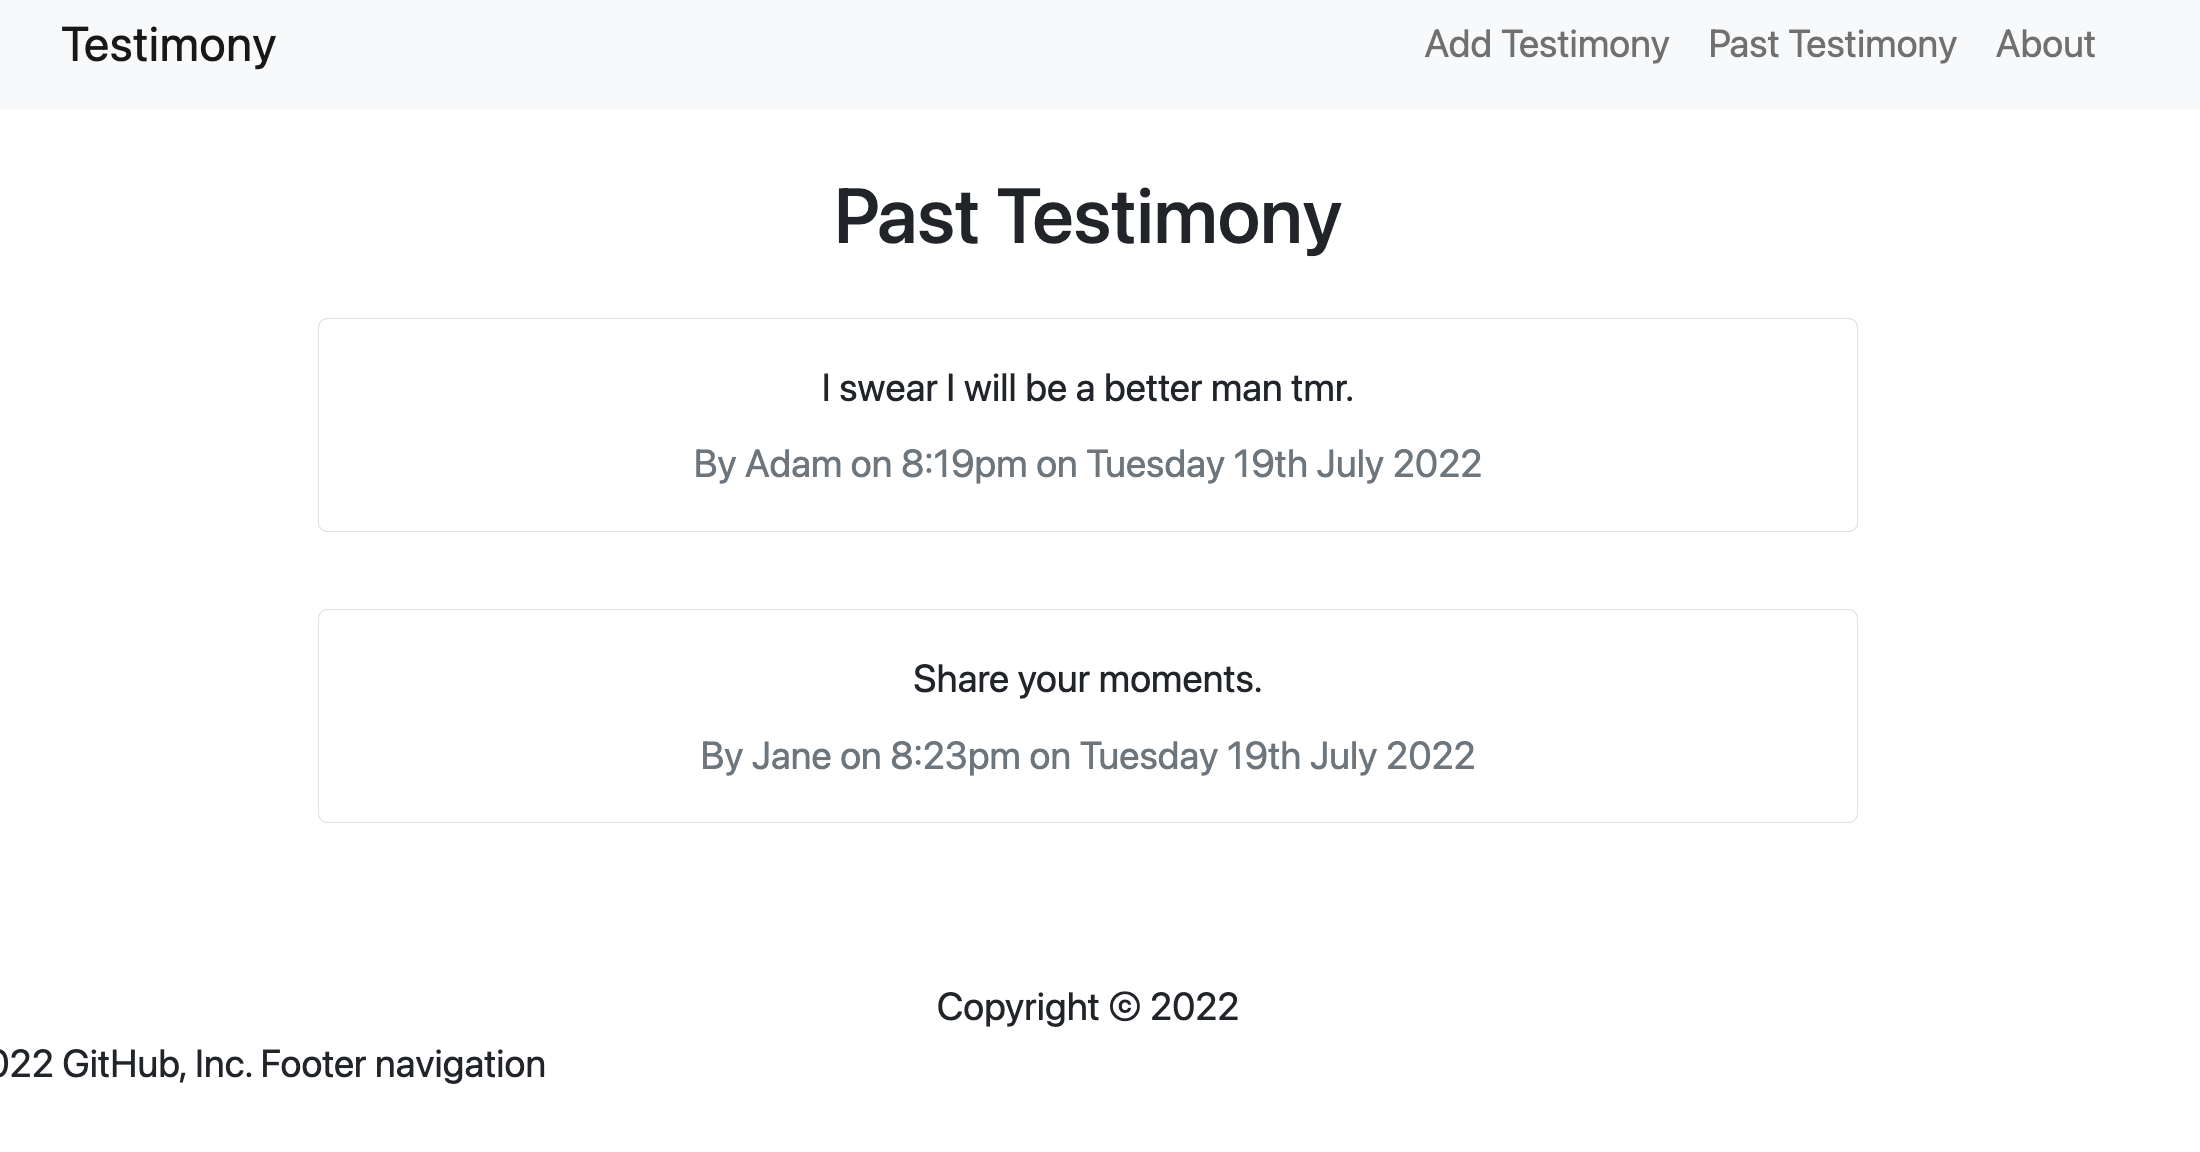 Testimony Add Testimony Past Testimony About
Past Testimony
I swear I will be a better man tmr.
By Adam on 8:19pm on Tuesday 19th July 2022
Share your moments.
By Jane on 8:23pm on Tuesday 19th July 2022
Copyright © 2022
22 GitHub, Inc. Footer navigation